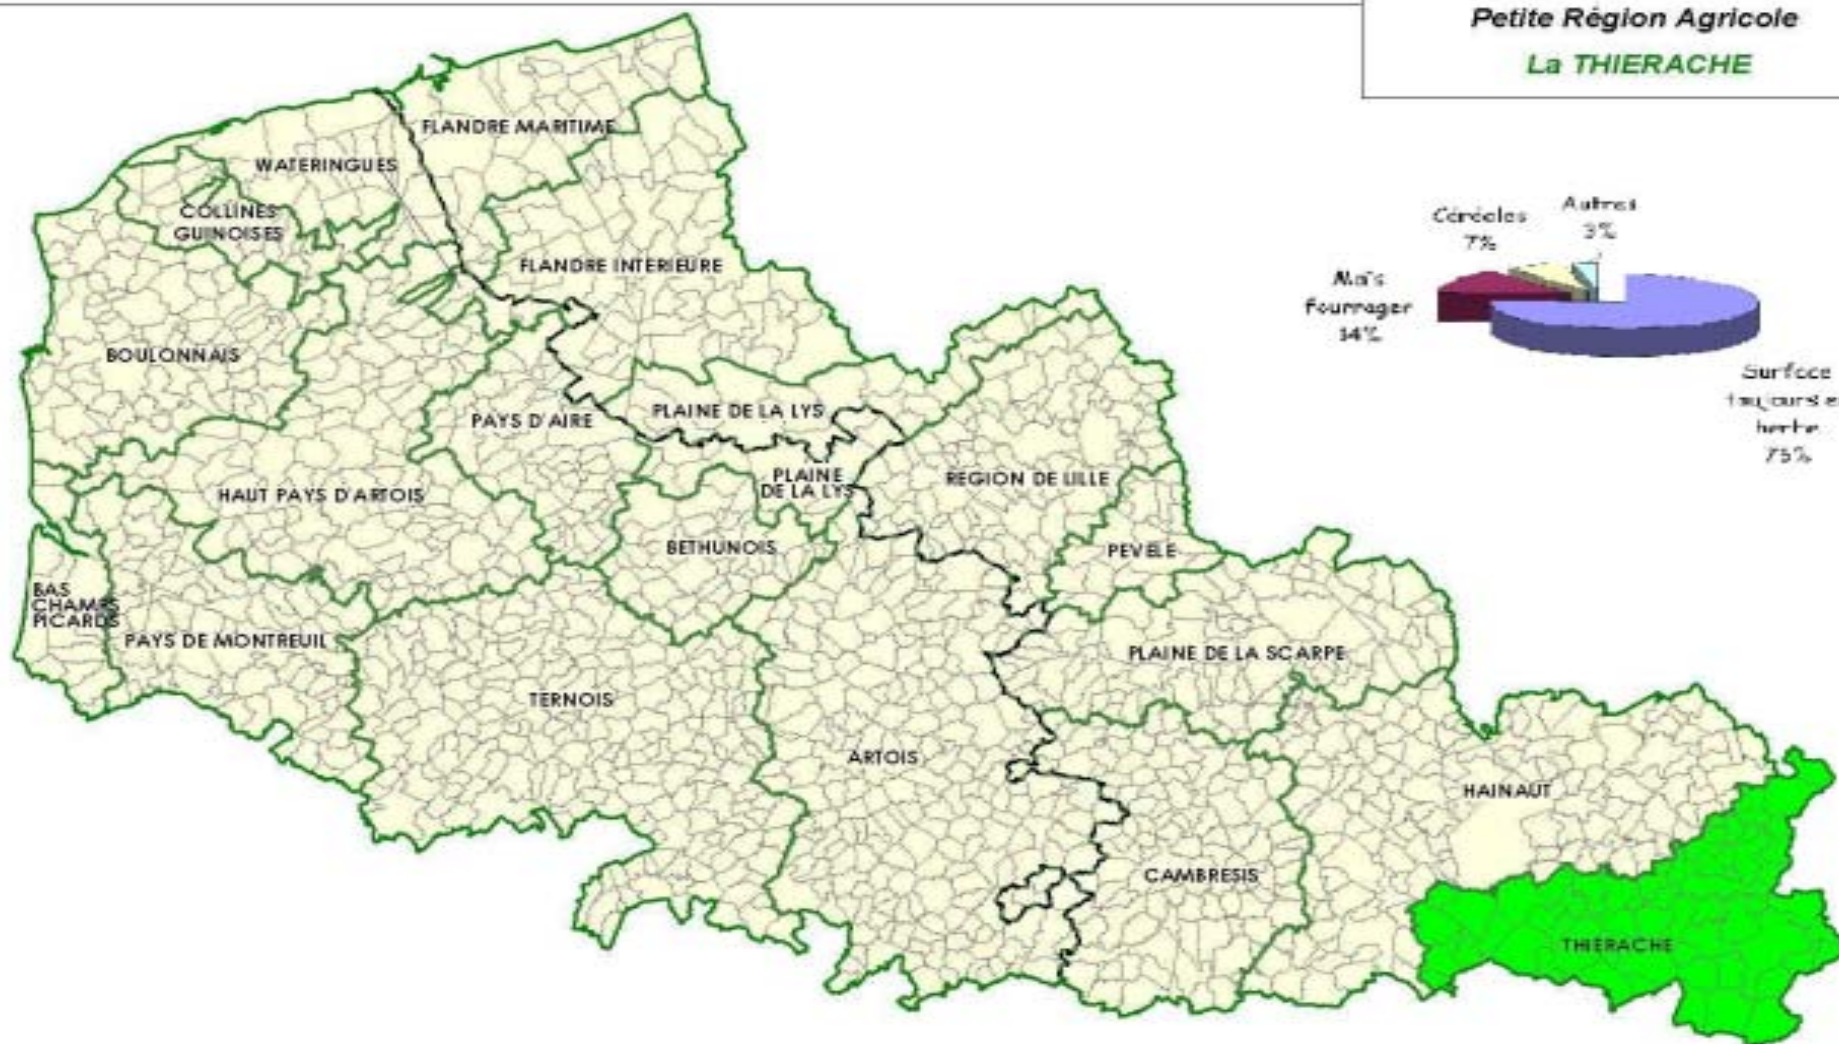 Petite Région Agricole
La THIERACHE
FLANDRE MARITIME
WATERINGUES
COLLINES
GUINOISES
FLANDRE INTERIEURE
Céréales
7%
Autres
3%
Maïs
fourrager
14%
Surface
toujours e
herbe
75%
BOULONNAIS
PAYS D'AIRE
PLAINE DE LA LYS
PLAINE
DE LA LYS
REGION DE LILLE
HAUT PAYS D'ARTOIS
BETHUNOIS
PEVELE
BAS
CHAMPS
PICARDS
PAYS DE MONTREUIL
PLAINE DE LA SCARPE
TERNOIS
ARTOIS
HAINAUT
CAMBRESIS
THIERACHE